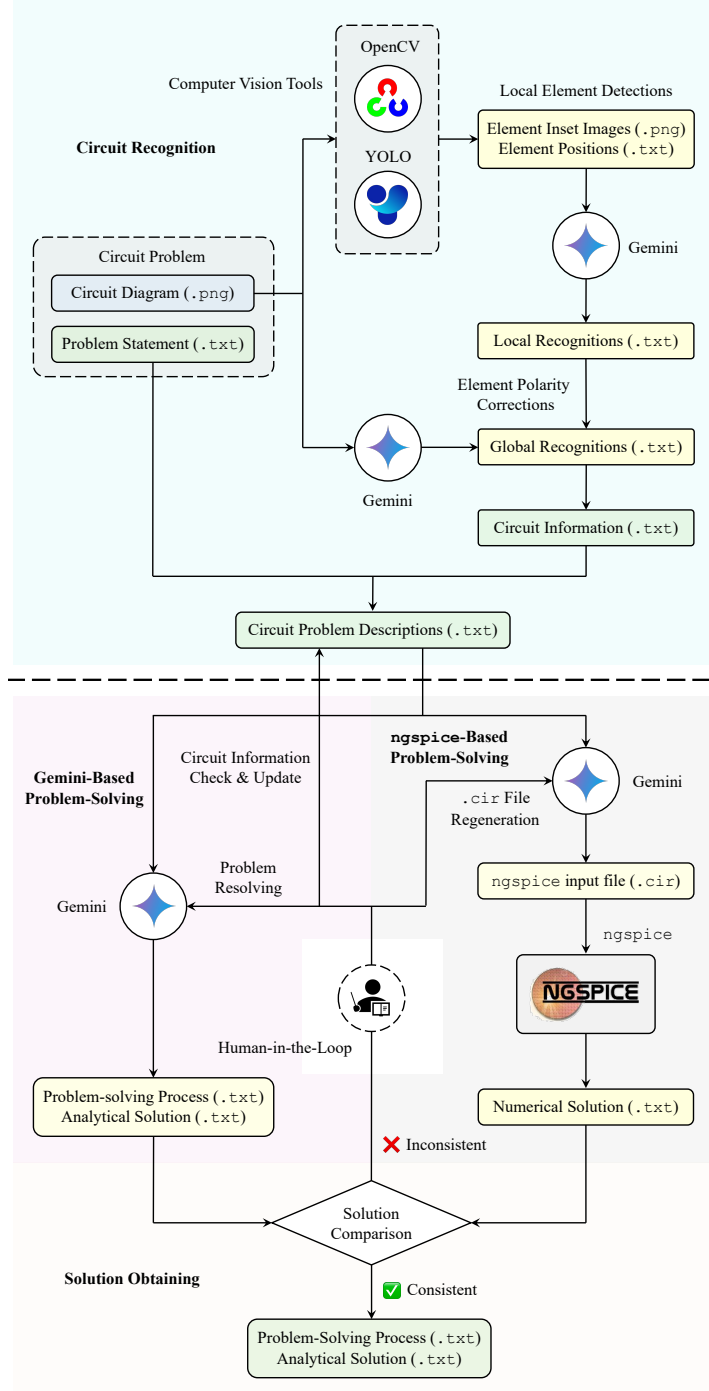 OpenCV
Computer Vision Tools
Local Element Detections
Element Inset Images (.png)
Element Positions (.txt)
Circuit Recognition
YOLO
Gemini
Circuit Problem
Circuit Diagram (.png)
Problem Statement (.txt)
Local Recognitions (.txt)
Element Polarity
Corrections
Global Recognitions (.txt)
Gemini
Circuit Information (.txt)
Circuit Problem Descriptions (.txt)
ngspice-Based
Problem-Solving
Circuit Information
Check & Update
Gemini-Based
Problem-Solving
Gemini
.cir File
Regeneration
Problem
Resolving
Gemini
ngspice input file (.cir)
ngspice
NGSPICE
Human-in-the-Loop
Problem-solving Process (.txt)
Analytical Solution (.txt)
Numerical Solution (.txt)
Inconsistent
Solution
Comparison
Solution Obtaining
Consistent
Problem-Solving Process (.txt)
Analytical Solution (.txt)